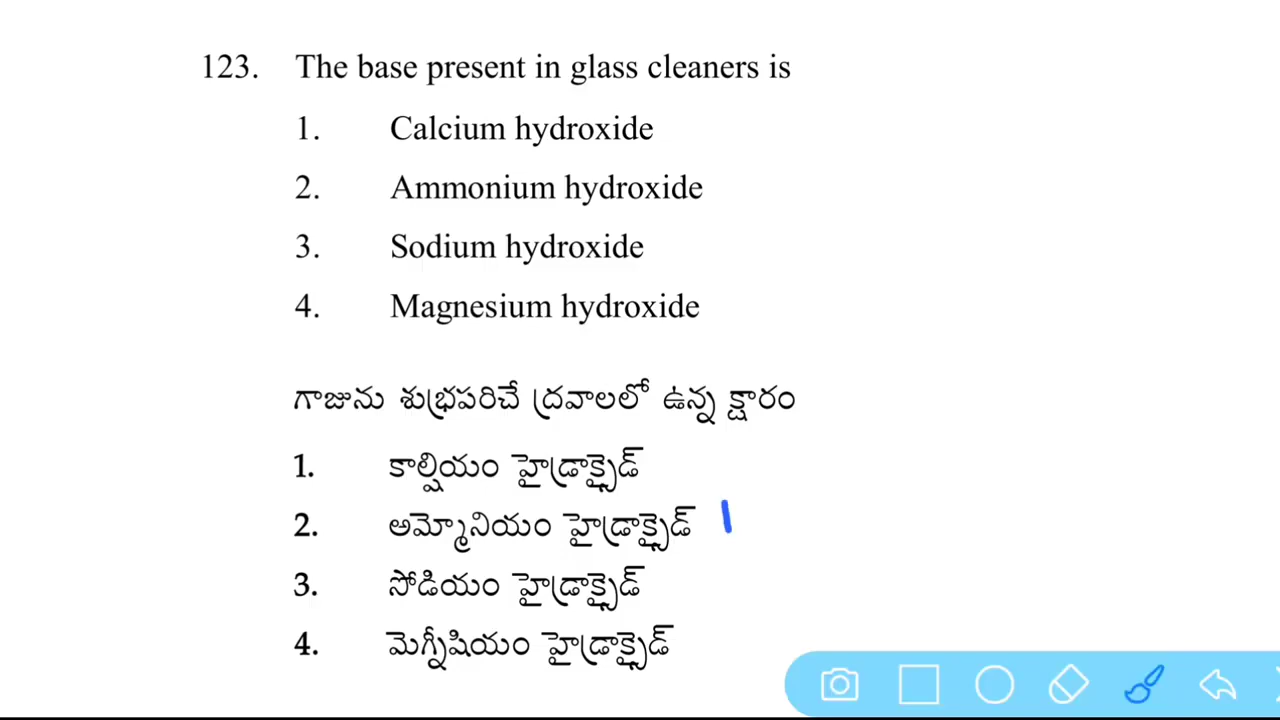 123. The base present in glass cleaners is
1. Calcium hydroxide
2. Ammonium hydroxide
3. Sodium hydroxide
4. Magnesium hydroxide
గాజును శుభ్రపరిచే ద్రవాలలో ఉన్న క్షారం
1. కాల్షియం హైడ్రాక్సైడ్
2. అమ్మోనియం హైడ్రాక్సైడ్
3. సోడియం హైడ్రాక్సైడ్
4. మెగ్నీషియం హైడ్రాక్సైడ్